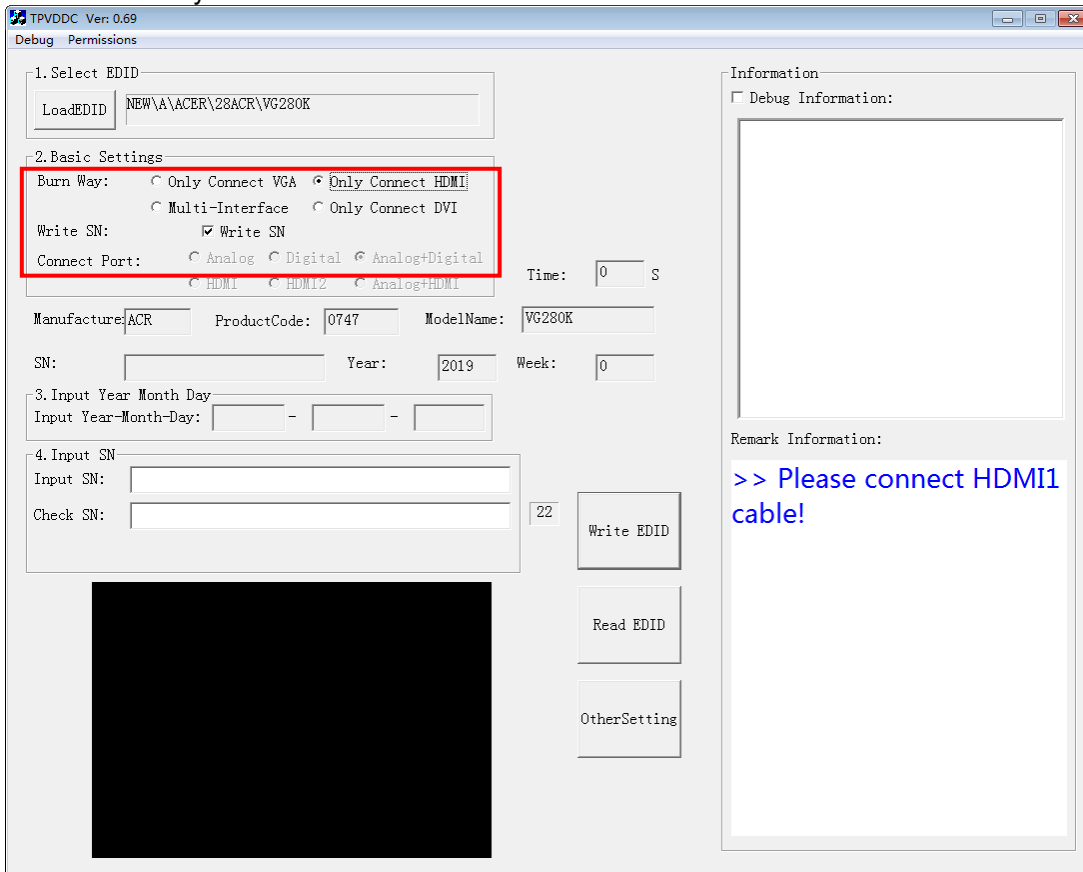 TPVDDC Ver: 0.69
Debug Permissions
1.Select EDID
LoadEDID NEW\A\ACER\28ACR\VG280K
2.Basic Settings
Burn Way: Only Connect VGA Only Connect HDMI
Multi-Interface Only Connect DVI
Write SN: Write SN
Connect Port: Analog Digital Analog+Digital
HDMI HDMI2 Analog+HDMI
Time: 0 S
Manufacture: ACR ProductCode: 0747 ModelName: VG280K
SN: Year: 2019 Week: 0
3.Input Year Month Day
Input Year-Month-Day: - -
4.Input SN
Input SN:
Check SN: 22
Write EDID
Read EDID
OtherSetting
Information
Debug Information:
Remark Information:
>> Please connect HDMI1
cable!